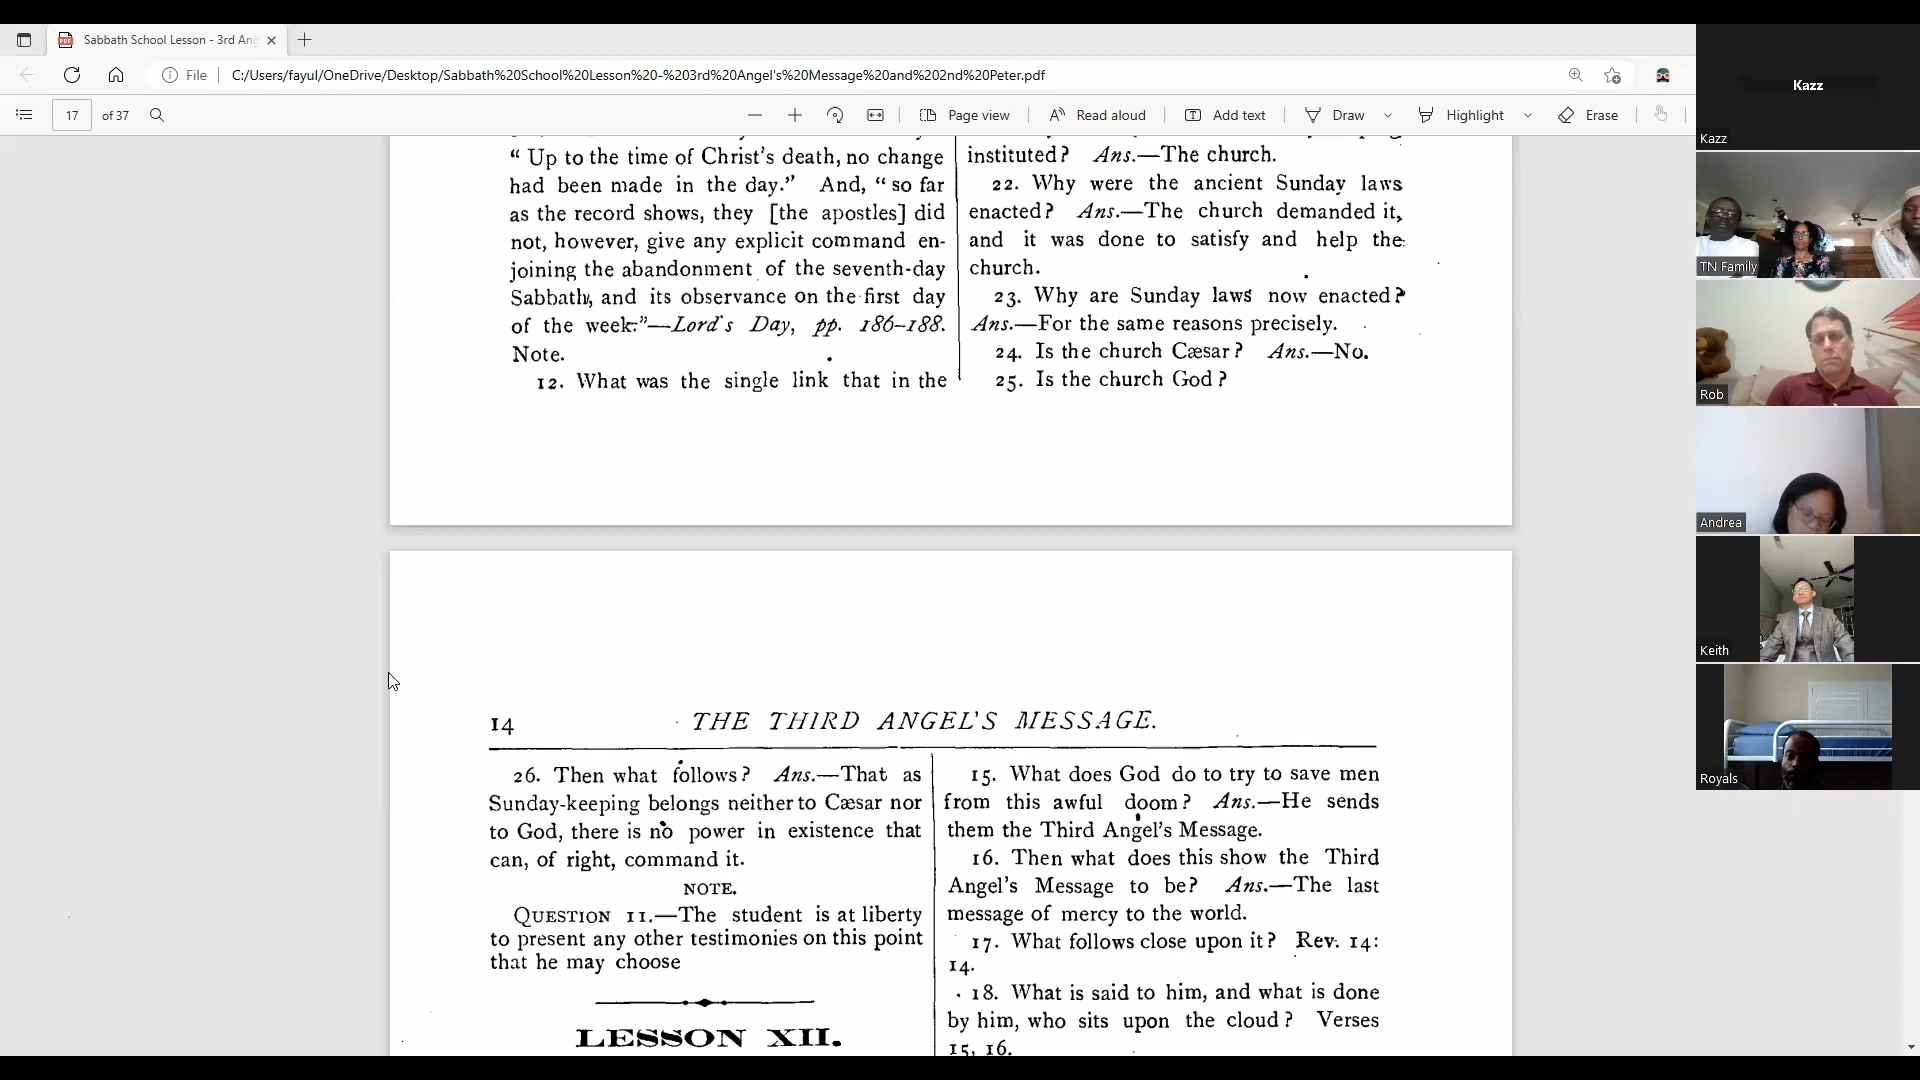 Sabbath School Lesson - 3rd Ang
File
C:/Users/fayul/OneDrive/Desktop/Sabbath%20School%20Lesson%20-%203rd%20Angel's%20Message%20and%202nd%20Peter.pdf
17 of 37
Page view
Read aloud
Add text
Draw
Highlight
Erase
“ Up to the time of Christ's death, no change
had been made in the day.” And, “ so far
as the record shows, they [the apostles] did
not, however, give any explicit command en-
joining the abandonment of the seventh-day
Sabbath, and its observance on the first day
of the week.”—Lord's Day, pp. 186–188.
Note.
12. What was the single link that in the
instituted? Ans.—The church.
22. Why were the ancient Sunday laws
enacted? Ans.—The church demanded it,
and it was done to satisfy and help the
church.
23. Why are Sunday laws now enacted?
Ans.—For the same reasons precisely.
24. Is the church Cæsar? Ans.—No.
25. Is the church God?
14 THE THIRD ANGEL'S MESSAGE.
26. Then what follows? Ans.—That as
Sunday-keeping belongs neither to Cæsar nor
to God, there is no power in existence that
can, of right, command it.
NOTE.
QUESTION 11.—The student is at liberty
to present any other testimonies on this point
that he may choose
LESSON XII.
15. What does God do to try to save men
from this awful doom? Ans.—He sends
them the Third Angel's Message.
16. Then what does this show the Third
Angel's Message to be? Ans.—The last
message of mercy to the world.
17. What follows close upon it? Rev. 14:
14.
18. What is said to him, and what is done
by him, who sits upon the cloud? Verses
15, 16.
Kazz
Kazz
TN Family
Rob
Andrea
Keith
Royals